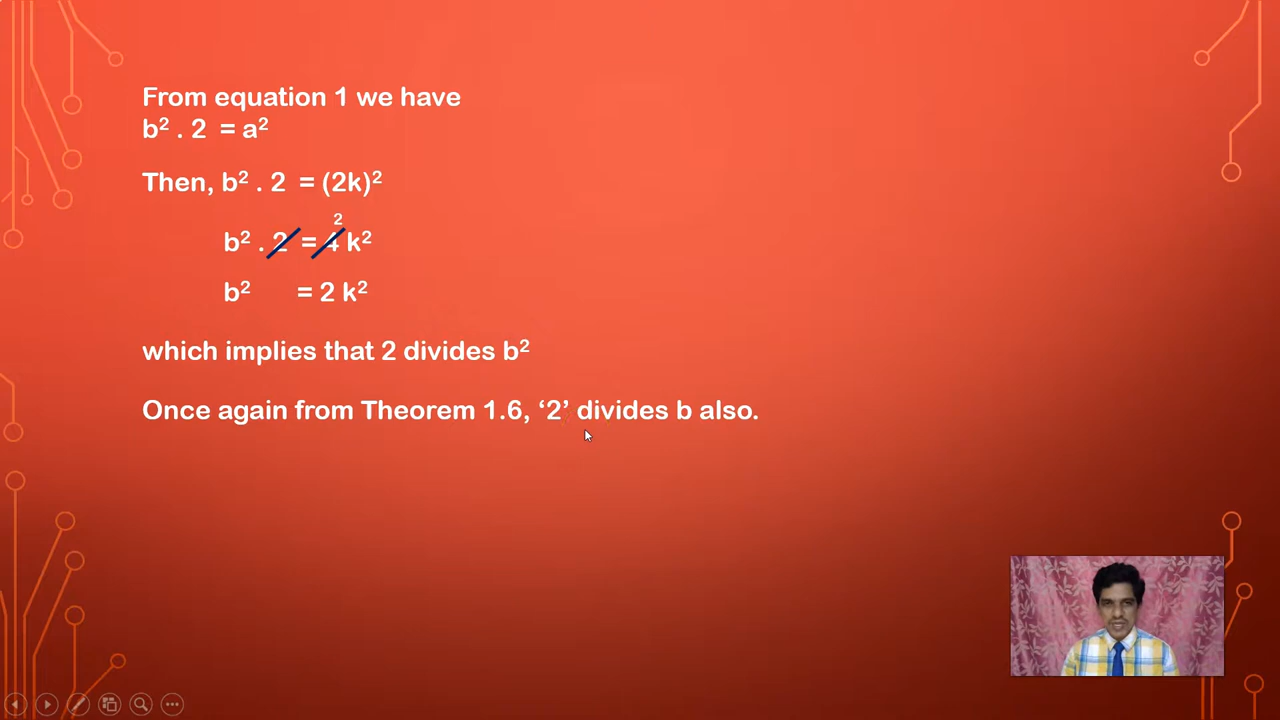 From equation 1 we have
b² . 2 = a²
Then, b² . 2 = (2k)²
2
b² . 2 = 4 k²
b² = 2 k²
which implies that 2 divides b²
Once again from Theorem 1.6, ‘2’ divides b also.